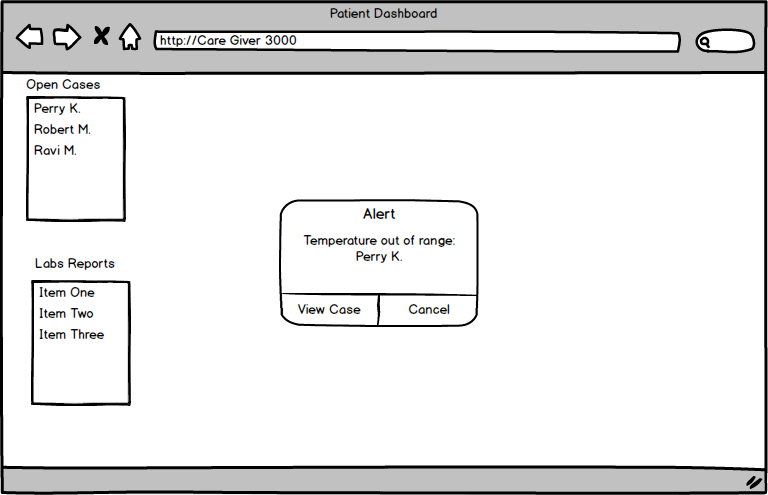 Patient Dashboard
http://Care Giver 3000
Open Cases
Perry K.
Robert M.
Ravi M.
Alert
Temperature out of range:
Perry K.
View Case
Cancel
Labs Reports
Item One
Item Two
Item Three